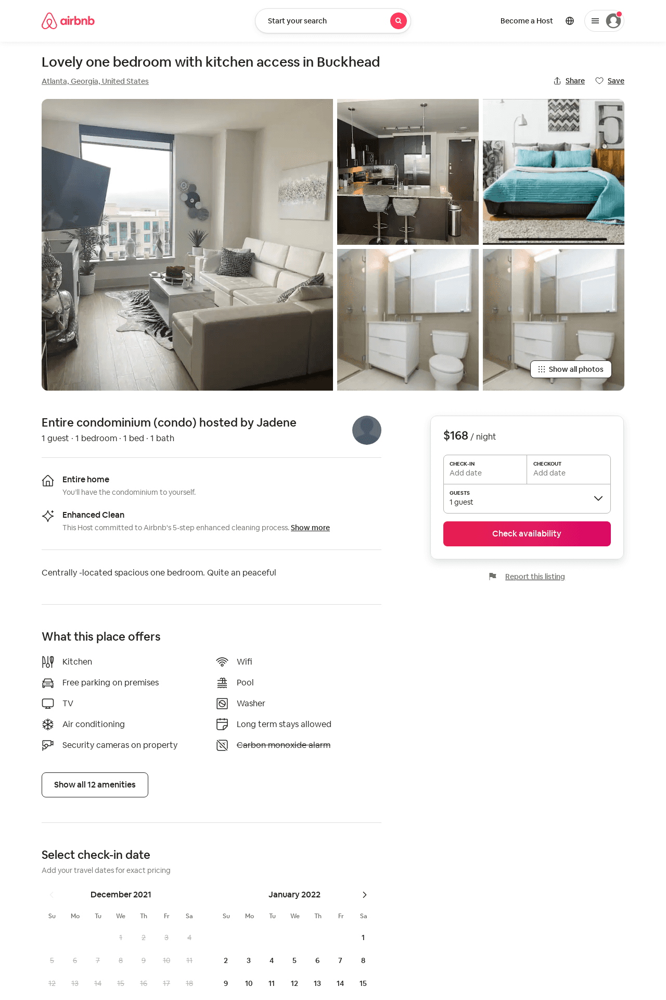 airbnb
Start your search
Become a Host
Lovely one bedroom with kitchen access in Buckhead
Atlanta, Georgia, United States
Share
Save
5
Show all photos
Entire condominium (condo) hosted by Jadene
1 guest · 1 bedroom · 1 bed · 1 bath
$168 / night
CHECK-IN
Add date
CHECKOUT
Add date
GUESTS
1 guest
Check availability
Report this listing
Entire home
You’ll have the condominium to yourself.
Enhanced Clean
This Host committed to Airbnb's 5-step enhanced cleaning process. Show more
Centrally -located spacious one bedroom. Quite an peaceful
What this place offers
Kitchen
Wifi
Free parking on premises
Pool
TV
Washer
Air conditioning
Long term stays allowed
Security cameras on property
Carbon monoxide alarm
Show all 12 amenities
Select check-in date
Add your travel dates for exact pricing
December 2021
Su Mo Tu We Th Fr Sa
1 2 3 4
5 6 7 8 9 10 11
12 13 14 15 16 17 18
January 2022
Su Mo Tu We Th Fr Sa
1
2 3 4 5 6 7 8
9 10 11 12 13 14 15